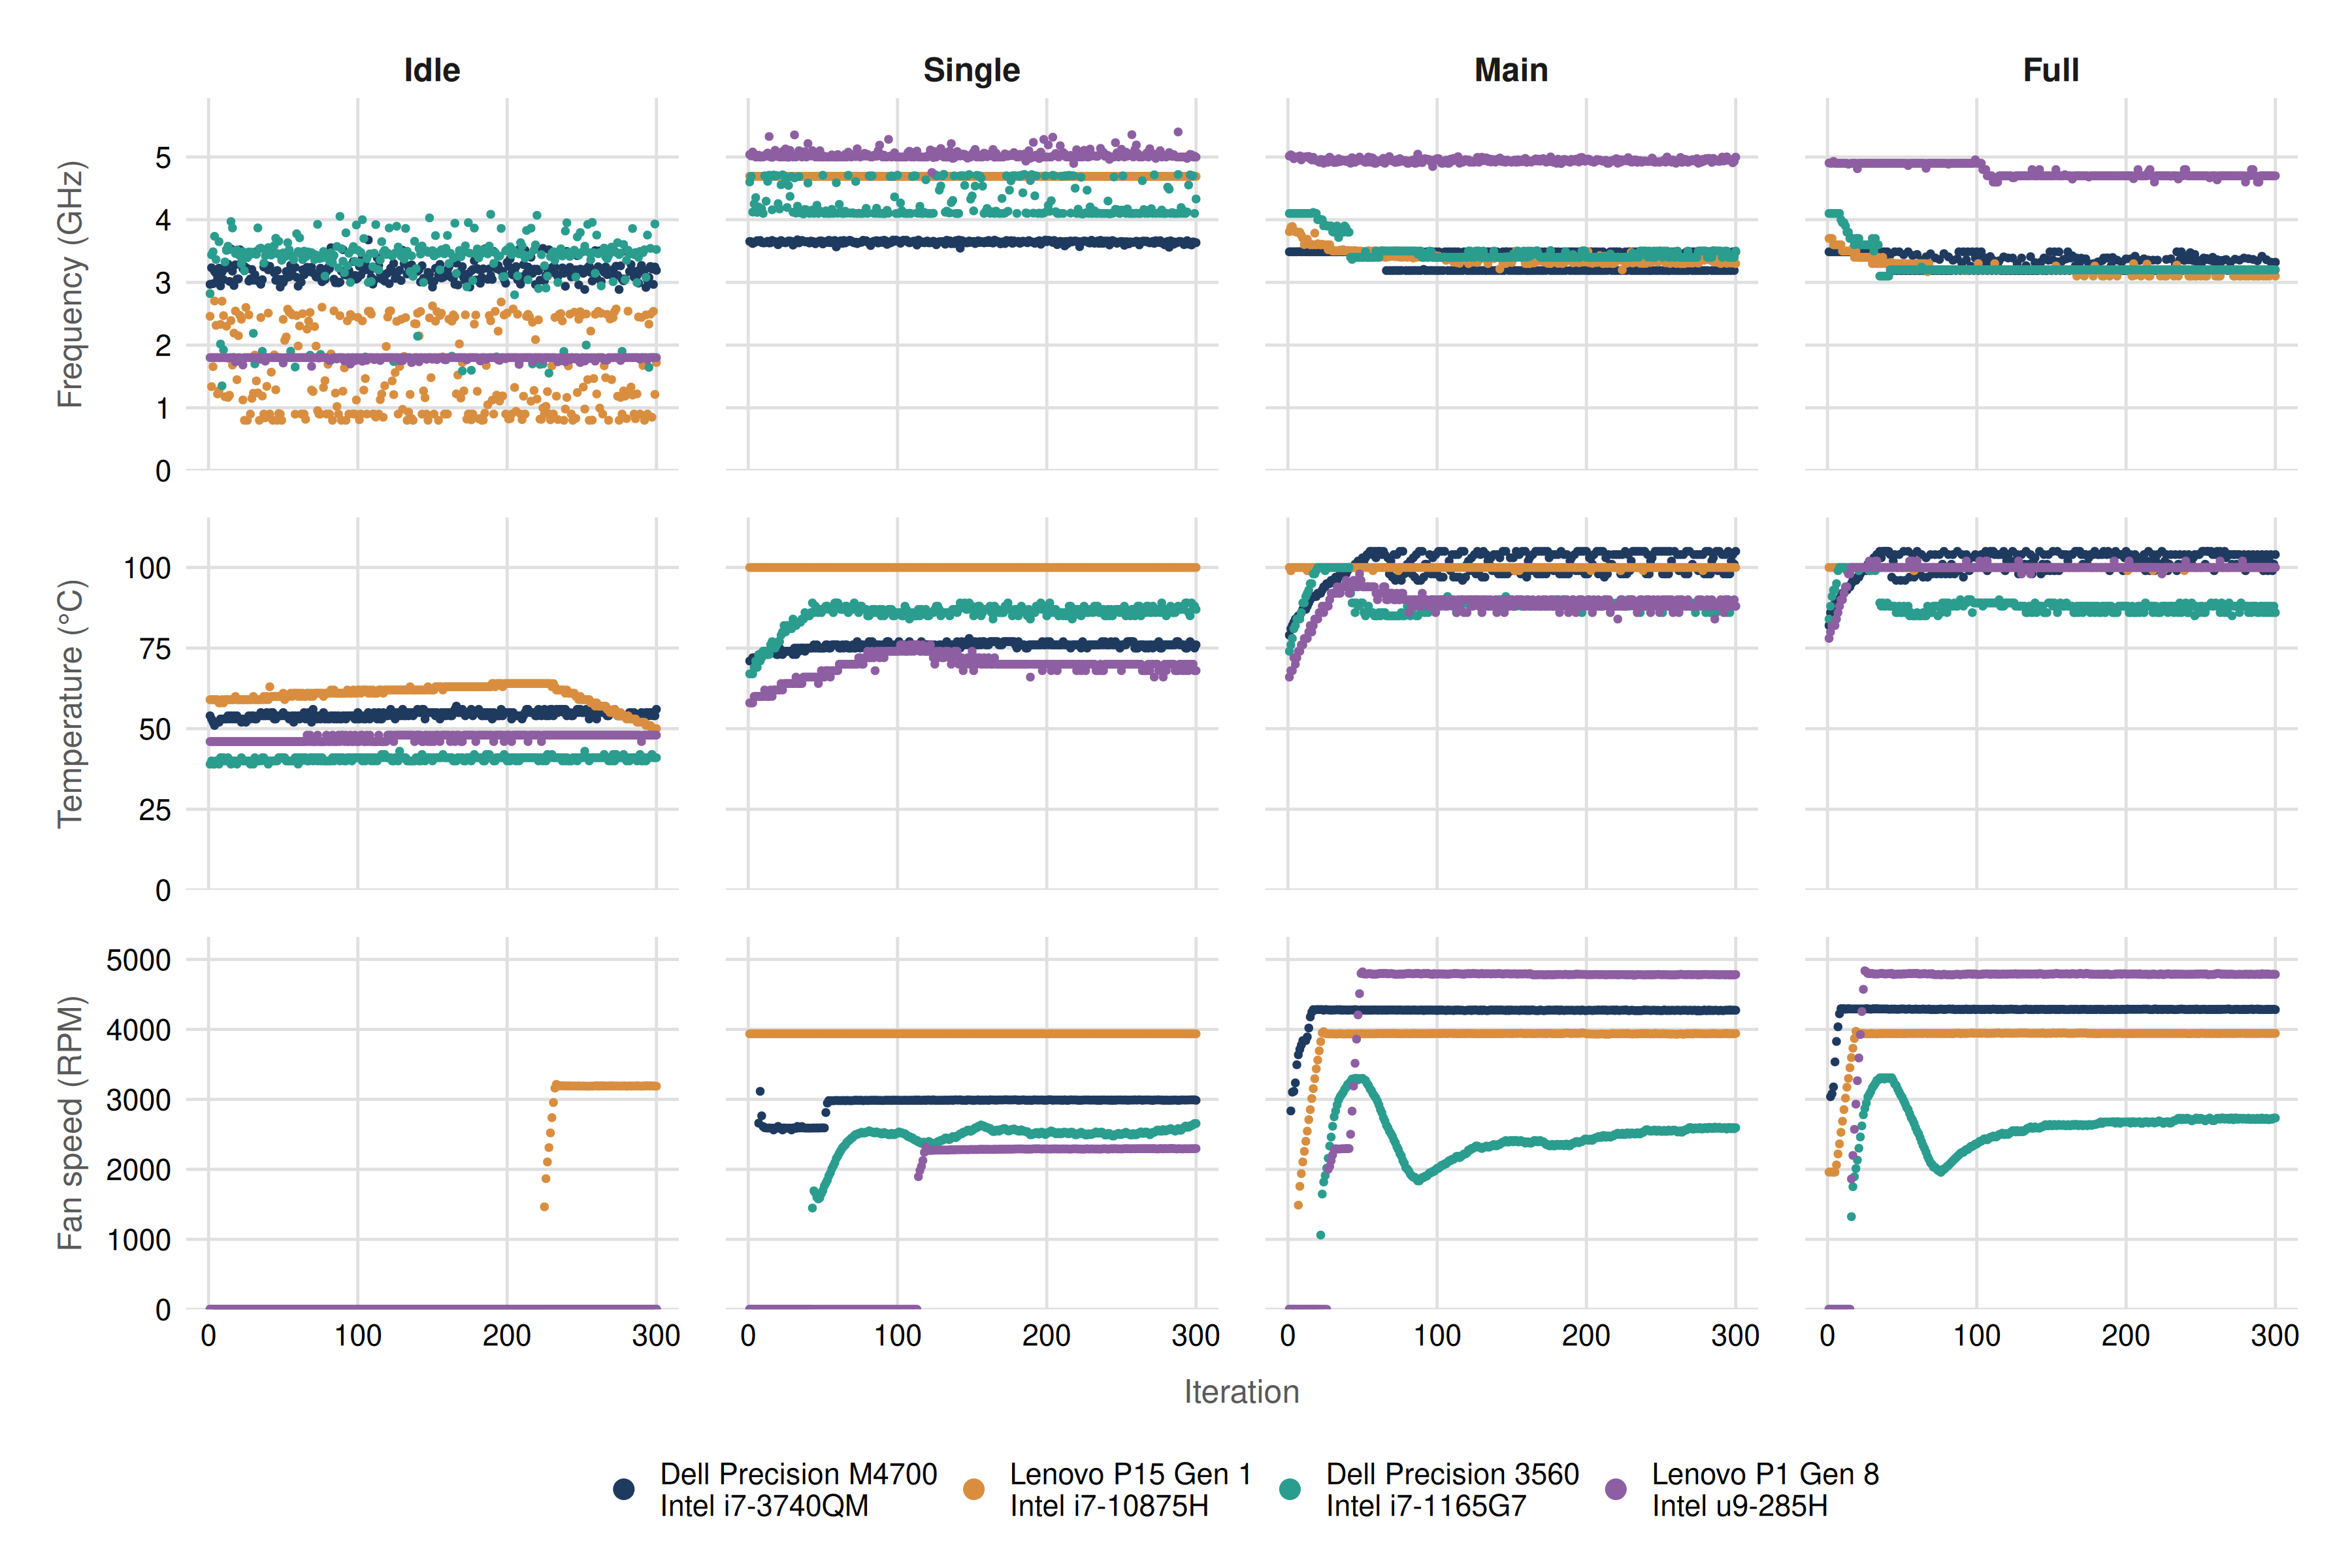 Idle Single Main Full
Frequency (GHz)
5
4
3
2
1
0
Temperature (°C)
100
75
50
25
0
Fan speed (RPM)
5000
4000
3000
2000
1000
0
0 100 200 300 0 100 200 300 0 100 200 300 0 100 200 300
Iteration
Dell Precision M4700 Lenovo P15 Gen 1 Dell Precision 3560 Lenovo P1 Gen 8
Intel i7-3740QM Intel i7-10875H Intel i7-1165G7 Intel u9-285H